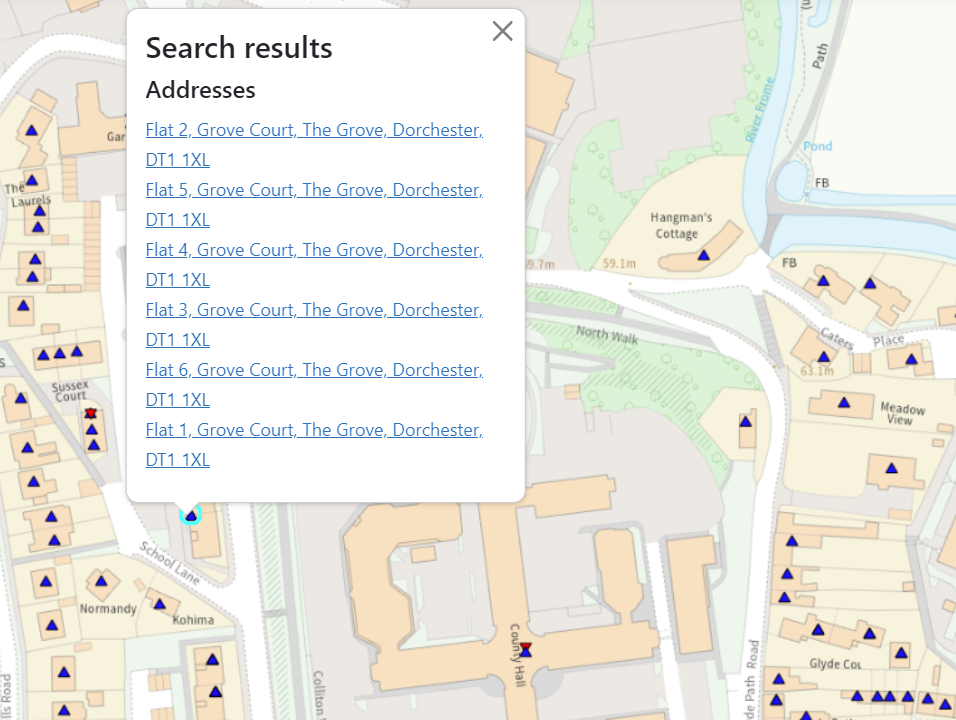 Search results
Addresses
Flat 2, Grove Court, The Grove, Dorchester,
DT1 1XL
Flat 5, Grove Court, The Grove, Dorchester,
DT1 1XL
Flat 4, Grove Court, The Grove, Dorchester,
DT1 1XL
Flat 3, Grove Court, The Grove, Dorchester,
DT1 1XL
Flat 6, Grove Court, The Grove, Dorchester,
DT1 1XL
Flat 1, Grove Court, The Grove, Dorchester,
DT1 1XL
Path
River Frome
Pond
FB
Gar
The
Laurels
Hangman's
Cottage
FB
59.1m
North Walk
Caters Place
63.1m
Sussex
Court
Meadow
View
School Lane
Normandy
Kohima
County Hall
Colliton
Glyde Cou
de Path Road
lls Road